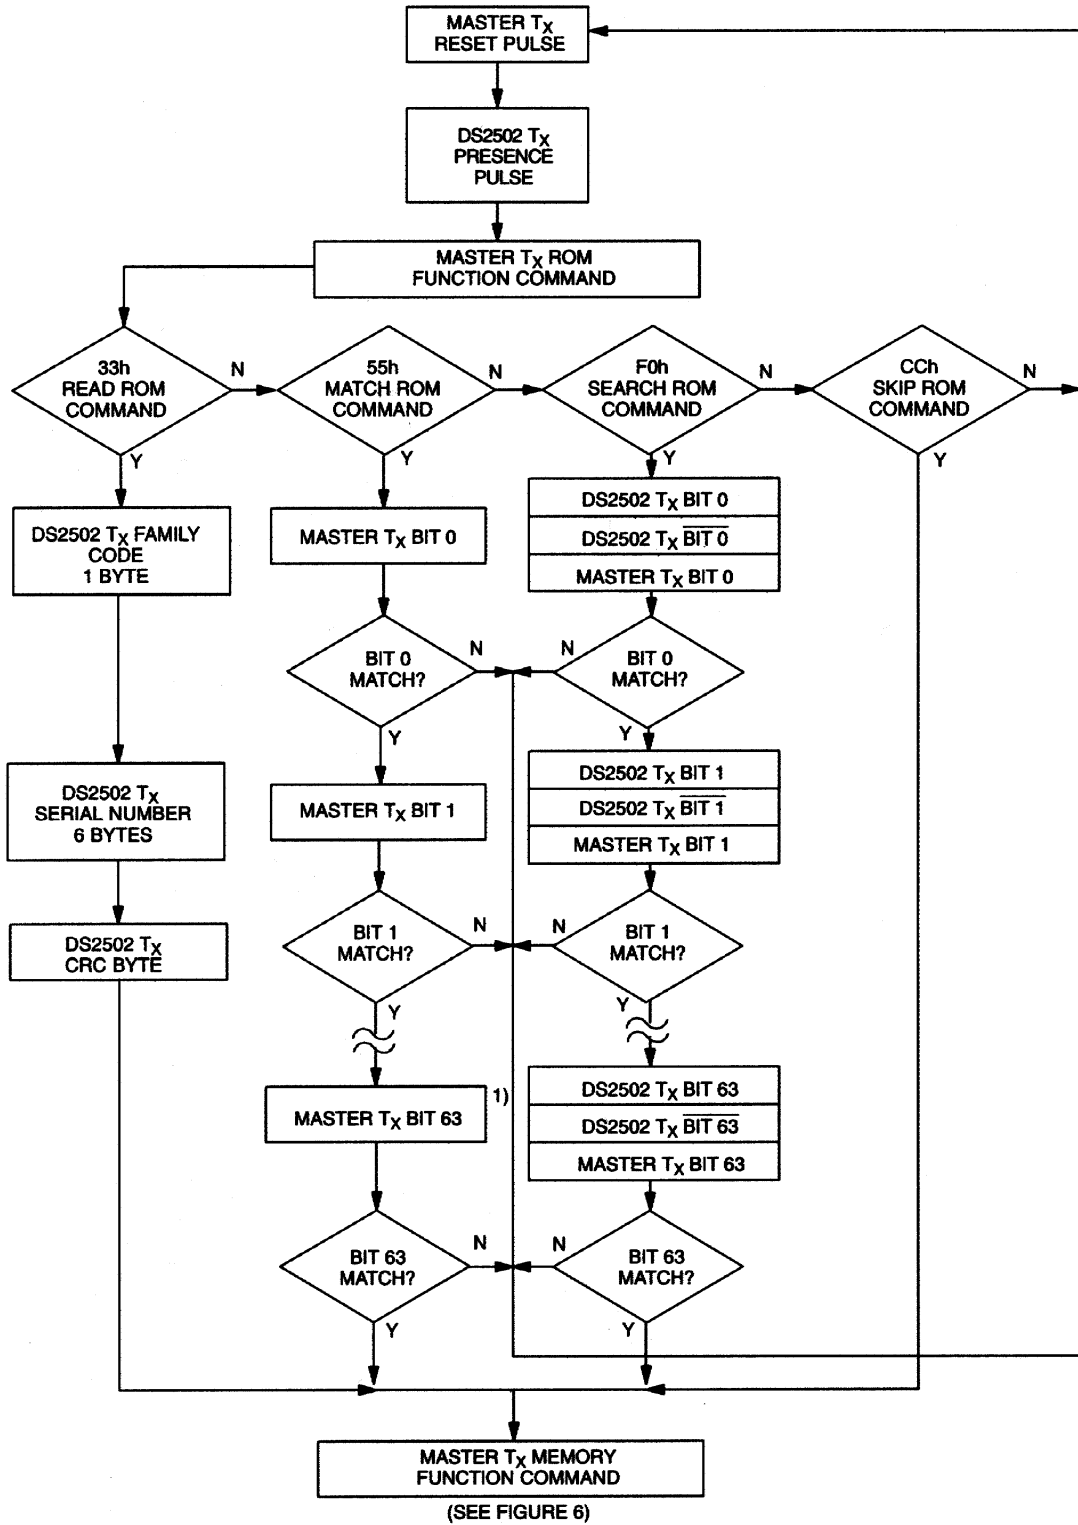 MASTER TX
RESET PULSE
DS2502 TX
PRESENCE
PULSE
MASTER TX ROM
FUNCTION COMMAND
33h
READ ROM
COMMAND
N
Y
55h
MATCH ROM
COMMAND
N
Y
F0h
SEARCH ROM
COMMAND
N
Y
CCh
SKIP ROM
COMMAND
N
Y
DS2502 TX FAMILY
CODE
1 BYTE
DS2502 TX
SERIAL NUMBER
6 BYTES
DS2502 TX
CRC BYTE
MASTER TX BIT 0
BIT 0
MATCH?
N
Y
MASTER TX BIT 1
BIT 1
MATCH?
N
Y
MASTER TX BIT 63
1)
BIT 63
MATCH?
N
Y
DS2502 TX BIT 0
DS2502 TX BIT 0
MASTER TX BIT 0
BIT 0
MATCH?
N
Y
DS2502 TX BIT 1
DS2502 TX BIT 1
MASTER TX BIT 1
BIT 1
MATCH?
N
Y
DS2502 TX BIT 63
DS2502 TX BIT 63
MASTER TX BIT 63
BIT 63
MATCH?
N
Y
MASTER TX MEMORY
FUNCTION COMMAND
(SEE FIGURE 6)